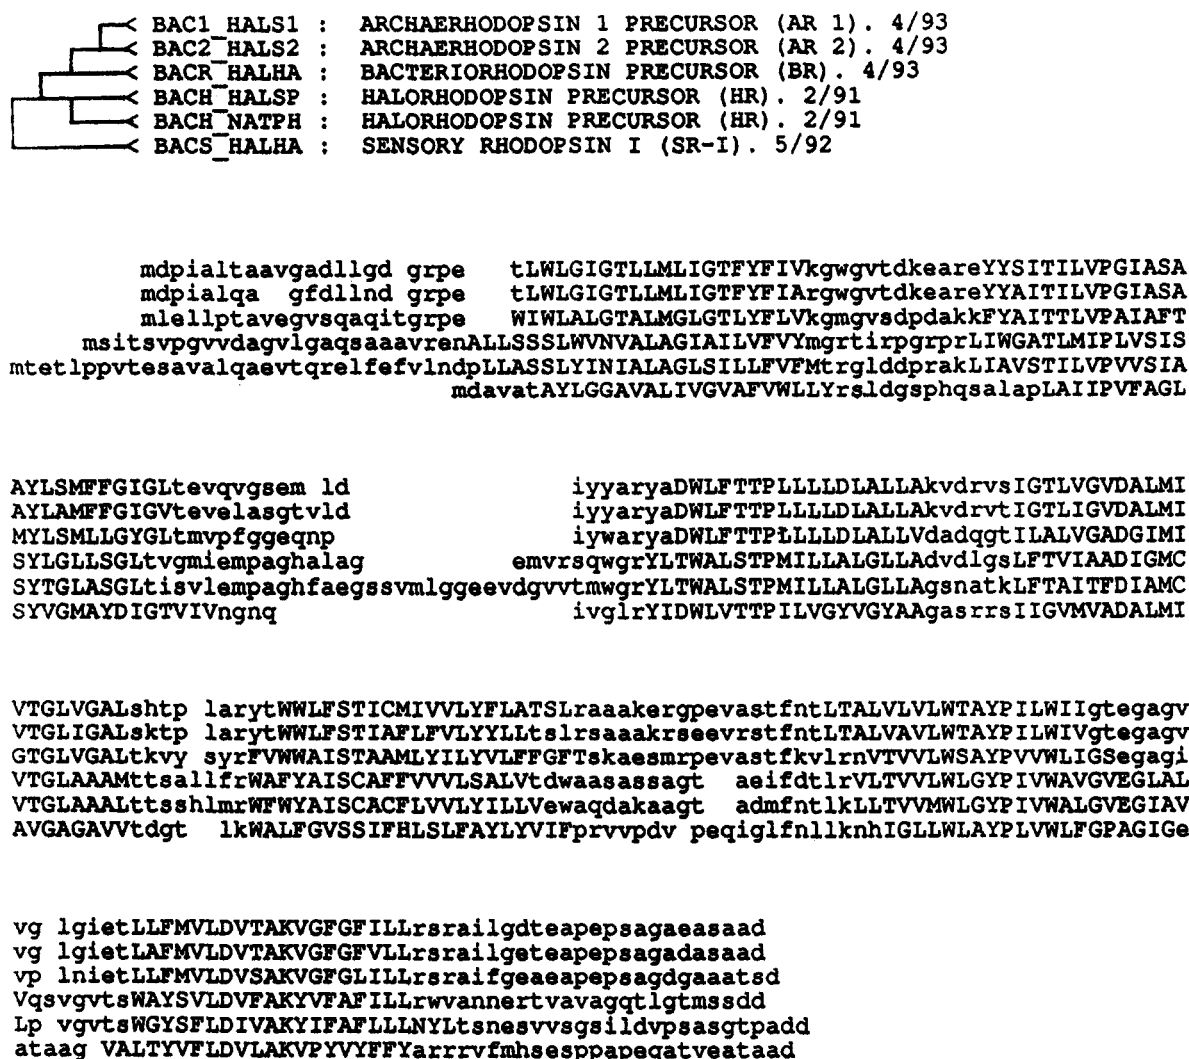 BAC1_HALS1 : ARCHAERHODOPSIN 1 PRECURSOR (AR 1). 4/93
BAC2_HALS2 : ARCHAERHODOPSIN 2 PRECURSOR (AR 2). 4/93
BACR_HALHA : BACTERIORHODOPSIN PRECURSOR (BR). 4/93
BACH_HALSP : HALORHODOPSIN PRECURSOR (HR). 2/91
BACH_NATPH : HALORHODOPSIN PRECURSOR (HR). 2/91
BACS_HALHA : SENSORY RHODOPSIN I (SR-I). 5/92
mdpialtaavgadllgd grpe tLWLGIGTLLMLIGTFYFIVkgwgvtdkeareYYSITILVPGIASA
mdpialqa gfdllnd grpe tLWLGIGTLLMLIGTFYFIArgwgvtdkeareYYAITILVPGIASA
mlellptavegvsqaqitgrpe WIWLALGTALMGLGTLYFLVkgmgvsdpdakkFYAITTLVPAIAFT
msitsvpgvvdagvlgaqsaaavrenALLSSSLWVNVALAGIAILVFVYmgrtirpgrprLIWGATLMIPLVSIS
mtetlppvtesavalqaevtqrelfefvlndpLLASSLYINIALAGLSILLFVFMtrglddprakLIAVSTILVPVVSIA
mdavatAYLGGAVALIVGVAFVWLLYrsldgsphqsalapLAIIPVFAGL
AYLSMFFGIGLtevqvgsem ld iyyaryaDWLFTTPLLLLDLALLAkvdrvsIGTLVGVDALMI
AYLAMFFGIGVtevelasgtvld iyyaryaDWLFTTPLLLLDLALLAkvdrvtIGTLIGVDALMI
MYLSMLLGYGLtmvpfggeqnp iywaryaDWLFTTPLLLLDLALLVdadqgtILALVGADGIMI
SYLGLLSGLtvgmiempaghalag emvrsqwgrYLTWALSTPMILLALGLLAdvdlgsLFTVIAADIGMC
SYTGLASGLtisvlempaghfaegssvmlggeevdgvvtmwgrYLTWALSTPMILLALGLLAgsnatkLFTAITFDIAMC
SYVGMAYDIGTVIVngnq ivglrYIDWLVTTPILVGYVGYAAgasrrsIIGVMVADALMI
VTGLVGALshtp larytWWLFSTICMIVVLYFLATSLraaakergpevastfntLTALVLVLWTAYPILWIIgtegagv
VTGLIGALsktp larytWWLFSTIAFLFVLYYLLtslrsaaakrseevrstfntLTALVAVLWTAYPILWIVgtegagv
GTGLVGALtkvy syrFVWWAISTAAMLYILYVLFFGFTskaesmrpevastfkvlrnVTVVLWSAYPVVWLIGSegagi
VTGLAAAMttsallfrWAFYAISCAFFVVVLSALVtdwaasassagt aeifdtlrVLTVVLWLGYPIVWAVGVEGLAL
VTGLAAALttsshlmrWFWYAISCACFLVVLYILLVewaqdakaagt admfntlkLLTVVMWLGYPIVWALGVEGIAV
AVGAGAVVtdgt lkWALFGVSSIFHLSLFAYLYVIFprvvpdv peqiglfnllknhIGLLWLAYPLVWLFGPAGIGe
vg lgietLLFMVLDVTAKVGFGFILLrsrailgdteapepsagaeasaad
vg lgietLAFMVLDVTAKVGFGFVLLrsrailgeteapepsagadasaad
vp lnietLLFMVLDVSAKVGFGLILLrsraifgeaeapepsagdgaaatsd
VqsvgvtsWAYSVLDVFAKYVFAFILLrwvannertvavagqtlgtmssdd
Lp vgvtsWGYSFLDIVAKYIFAFLLLNYLtsnesvvsgsildvpsasgtpadd
ataag VALTYVFLDVLAKVPYVYFFYarrrvfmhsesppapeqatveataad